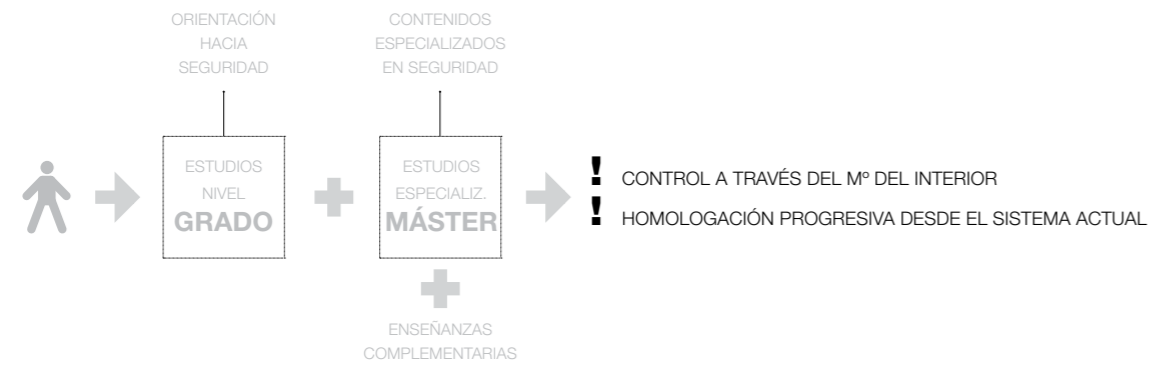 ORIENTACIÓN
HACIA
SEGURIDAD
CONTENIDOS
ESPECIALIZADOS
EN SEGURIDAD
ESTUDIOS
NIVEL
GRADO
ESTUDIOS
ESPECIALIZ.
MÁSTER
! CONTROL A TRAVÉS DEL Mº DEL INTERIOR
! HOMOLOGACIÓN PROGRESIVA DESDE EL SISTEMA ACTUAL
ENSEÑANZAS
COMPLEMENTARIAS